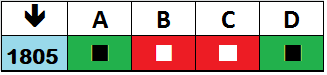 🡫 A B C D
1805 ■ □ □ ■